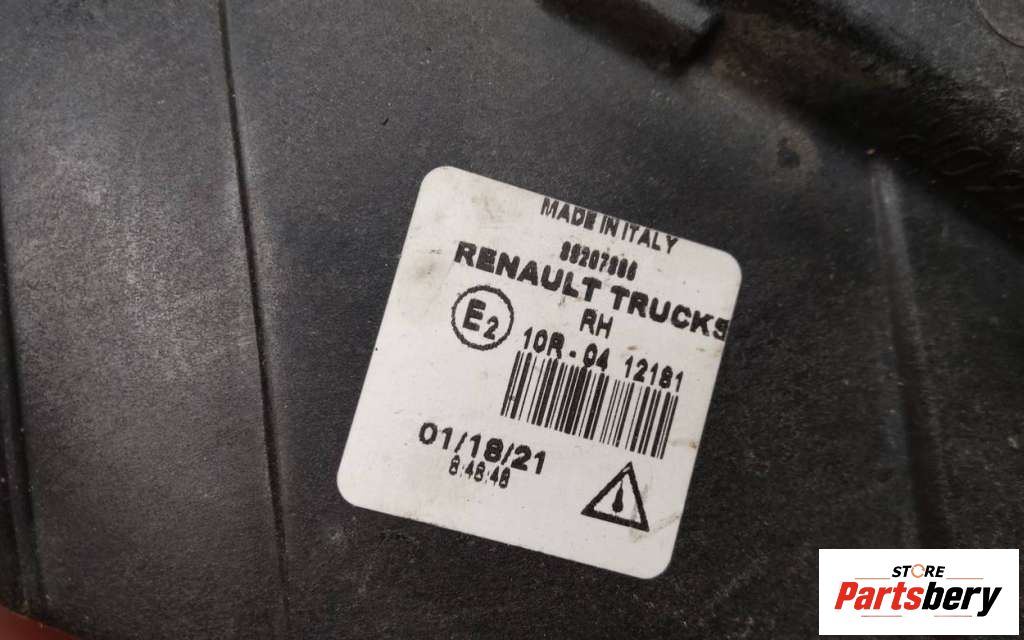 MADE IN ITALY
RENAULT TRUCKS
RH
E2
10R - 04 12181
01/18/21
8:48:48
STORE
Partsbery